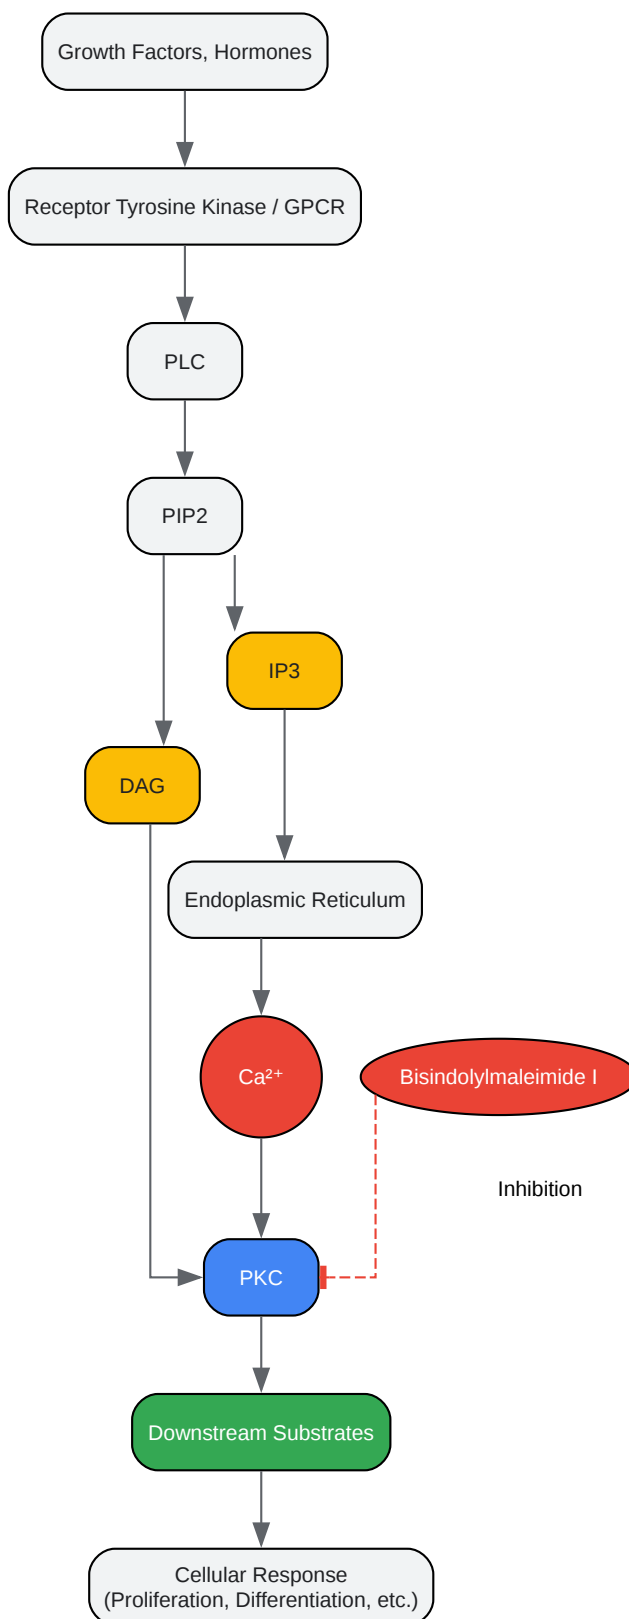 Growth Factors, Hormones
Receptor Tyrosine Kinase / GPCR
PLC
PIP2
IP3
DAG
Endoplasmic Reticulum
Ca²⁺
Bisindolylmaleimide I
Inhibition
PKC
Downstream Substrates
Cellular Response
(Proliferation, Differentiation, etc.)